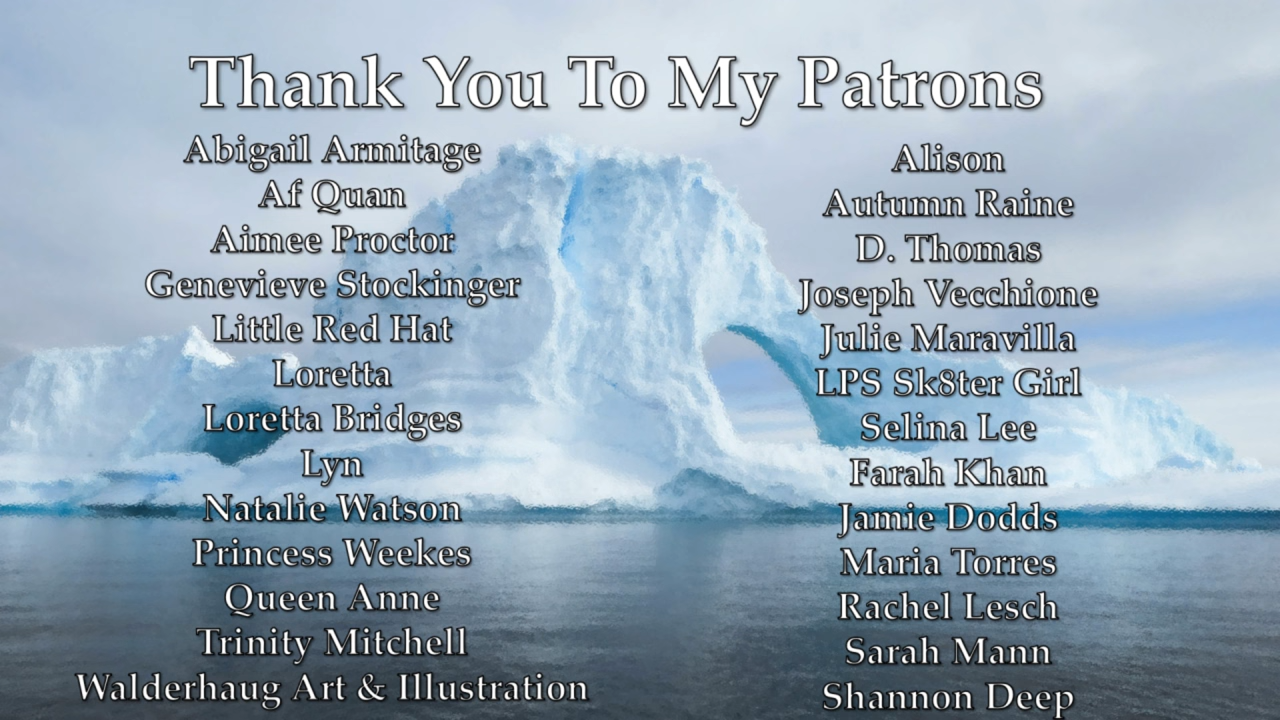 Thank You To My Patrons
Abigail Armitage
Af Quan
Aimee Proctor
Genevieve Stockinger
Little Red Hat
Loretta
Loretta Bridges
Lyn
Natalie Watson
Princess Weekes
Queen Anne
Trinity Mitchell
Walderhaug Art & Illustration
Alison
Autumn Raine
D. Thomas
Joseph Vecchione
Julie Maravilla
LPS Sk8ter Girl
Selina Lee
Farah Khan
Jamie Dodds
Maria Torres
Rachel Lesch
Sarah Mann
Shannon Deep